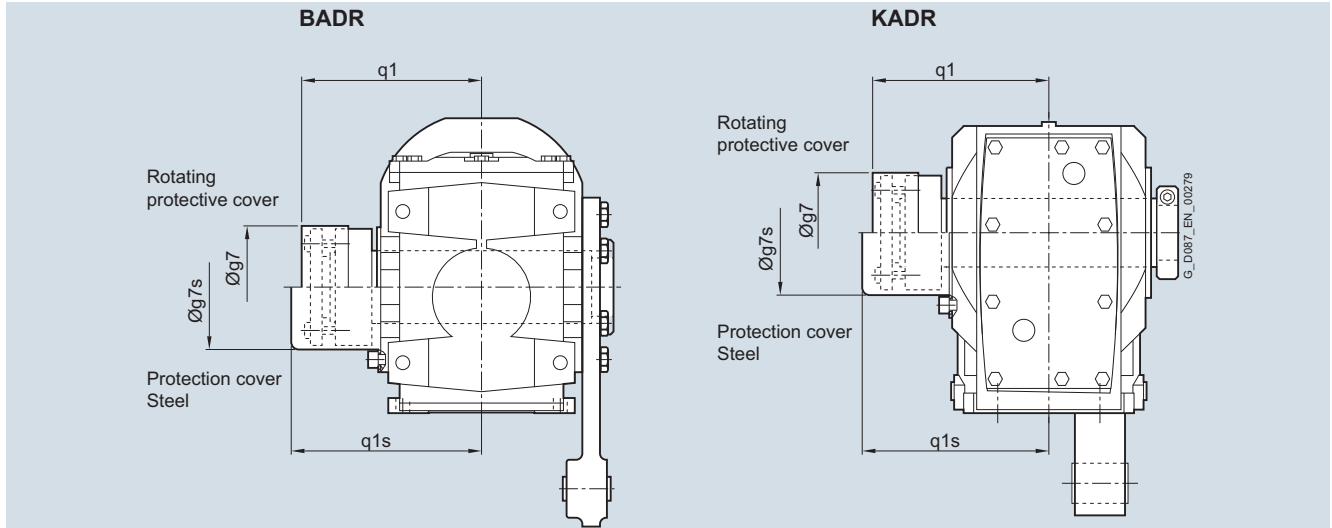 BADR
q1
Rotating
protective cover
Øg7
Øg7s
Protection cover
Steel
q1s
KADR
q1
Rotating
protective cover
Øg7
Øg7s
Protection cover
Steel
q1s
G_D087_EN_00279